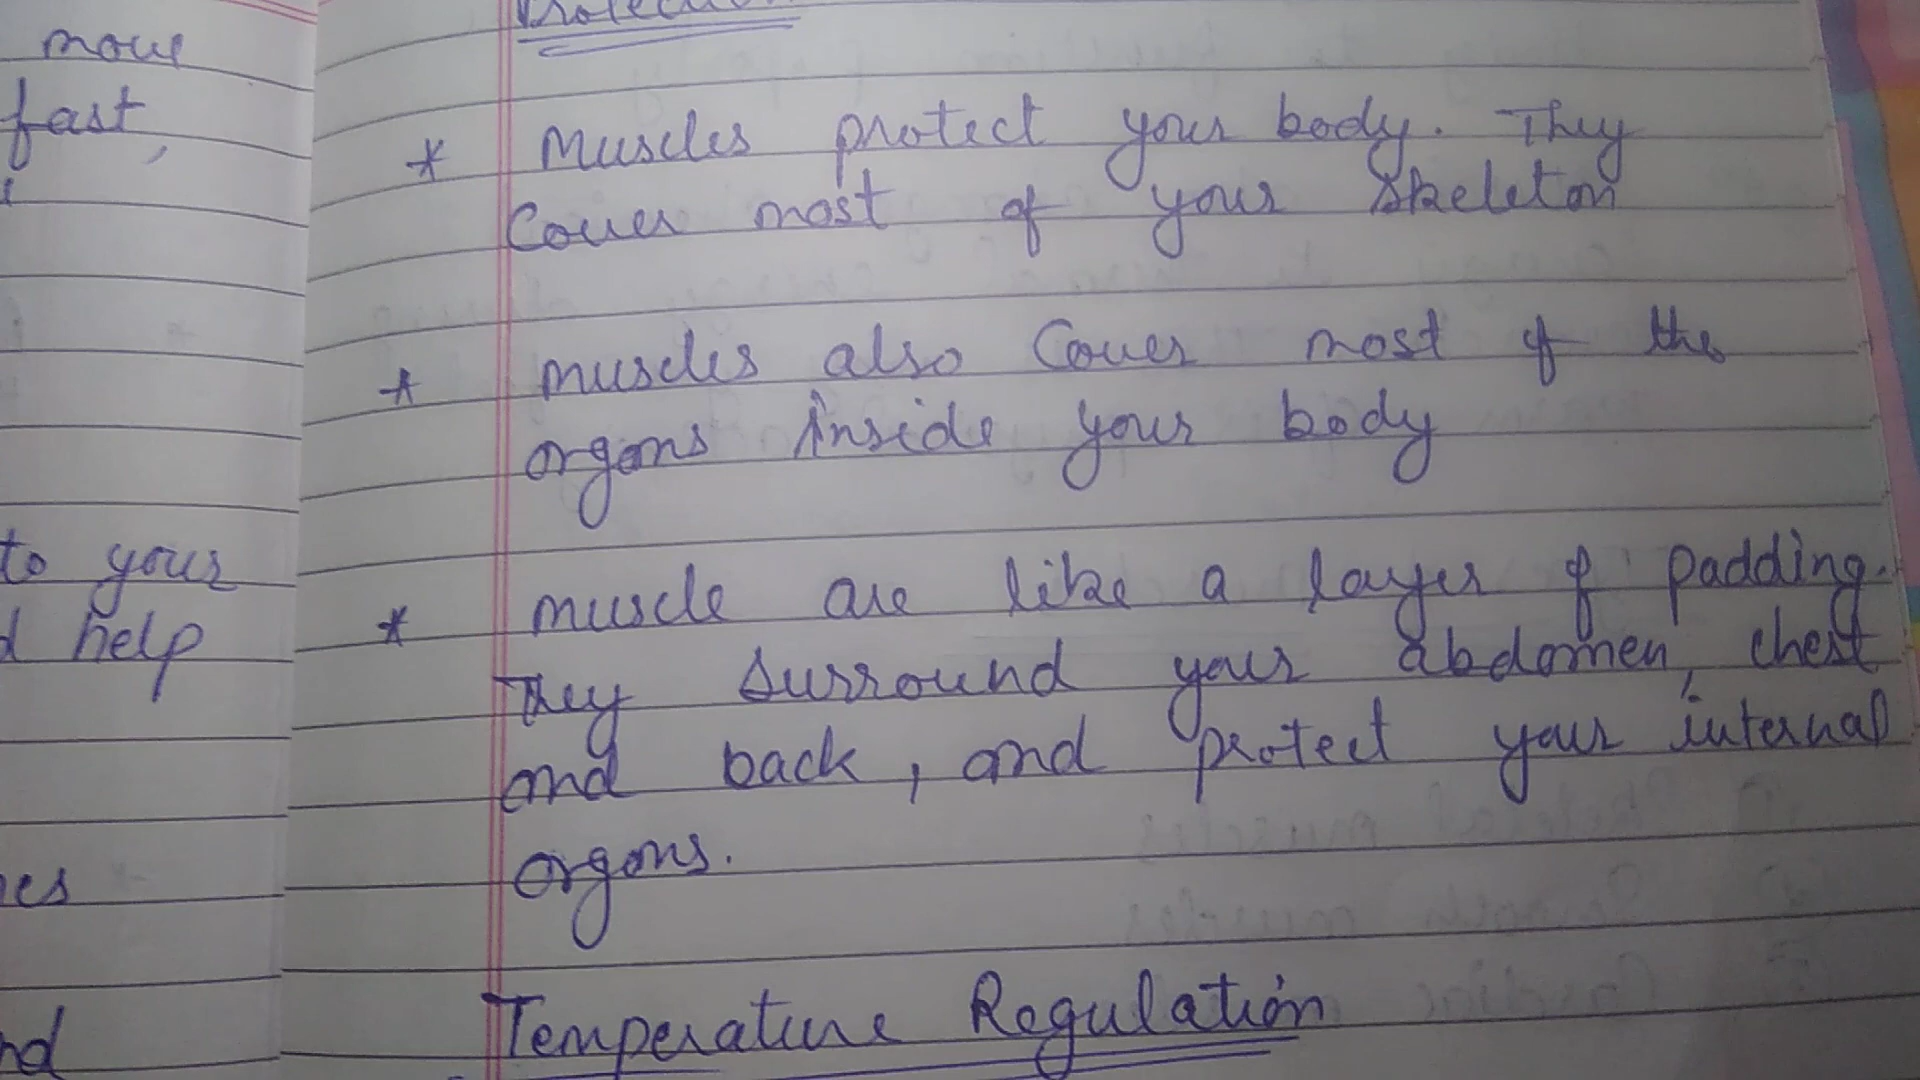 move
fast,
to your
help
Protection
* Muscles protect your body. They
Cover most of your skeleton
* muscles also Cover most of the
organs inside your body
* muscle are like a layer of padding.
They surround your abdomen, chest
and back, and protect your internal
organs.
Temperature Regulation